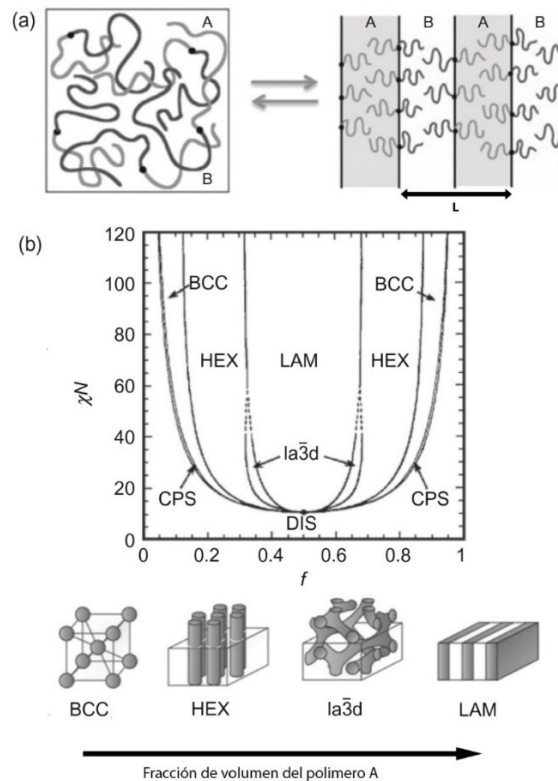 (a)
A
B
A
B
A
B
L
(b)
120
100
80
60
40
20
0
χN
BCC
BCC
HEX
LAM
HEX
Ia3̄d
CPS
CPS
DIS
0
0.2
0.4
0.6
0.8
1
f
BCC
HEX
Ia3̄d
LAM
Fracción de volumen del polimero A